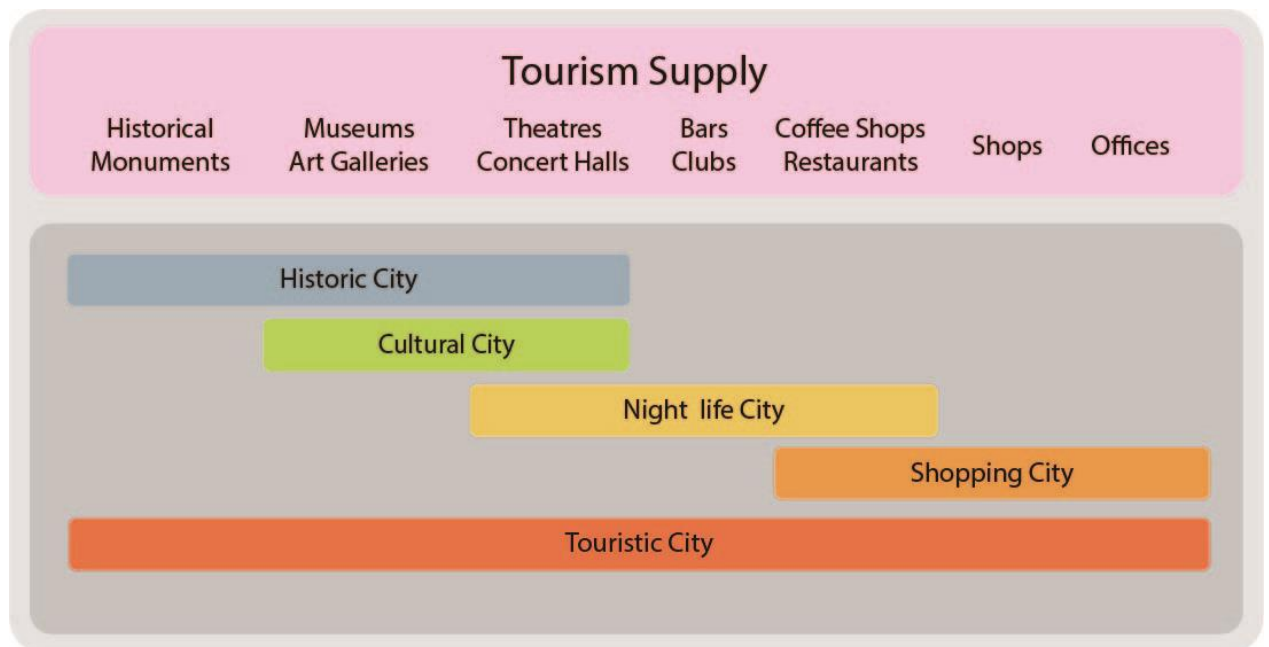 Tourism Supply
Historical Monuments
Museums Art Galleries
Theatres Concert Halls
Bars Clubs
Coffee Shops Restaurants
Shops
Offices
Historic City
Cultural City
Night life City
Shopping City
Touristic City